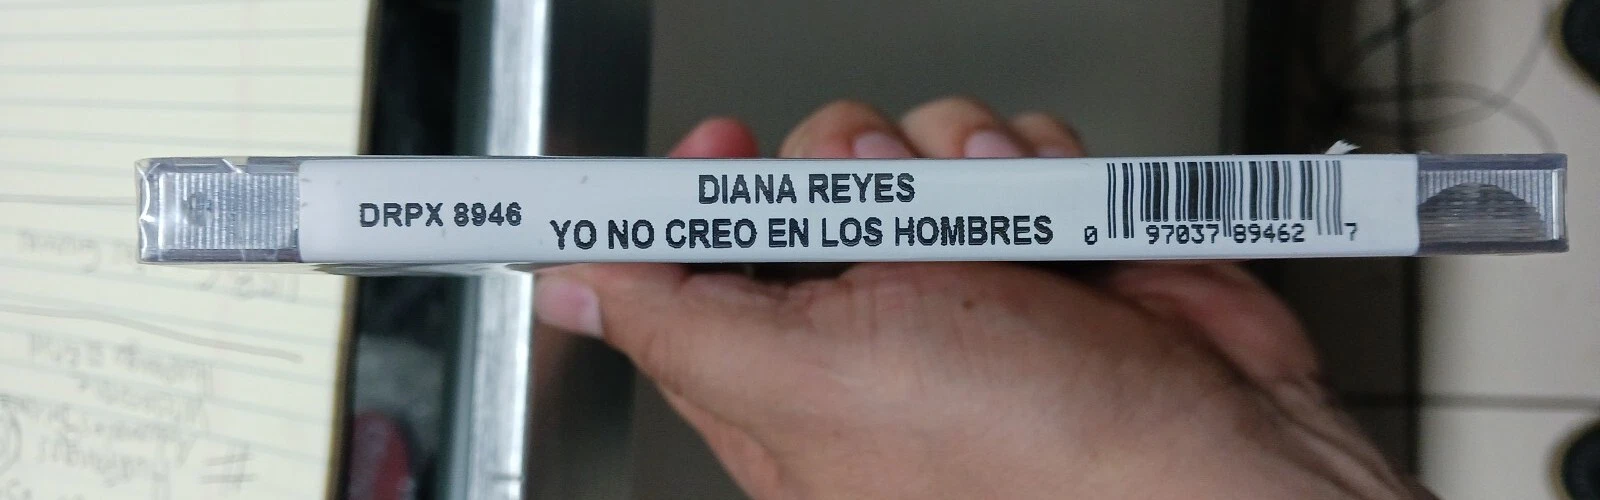 DRPX 8946
DIANA REYES
YO NO CREO EN LOS HOMBRES
0 97037 89462 7